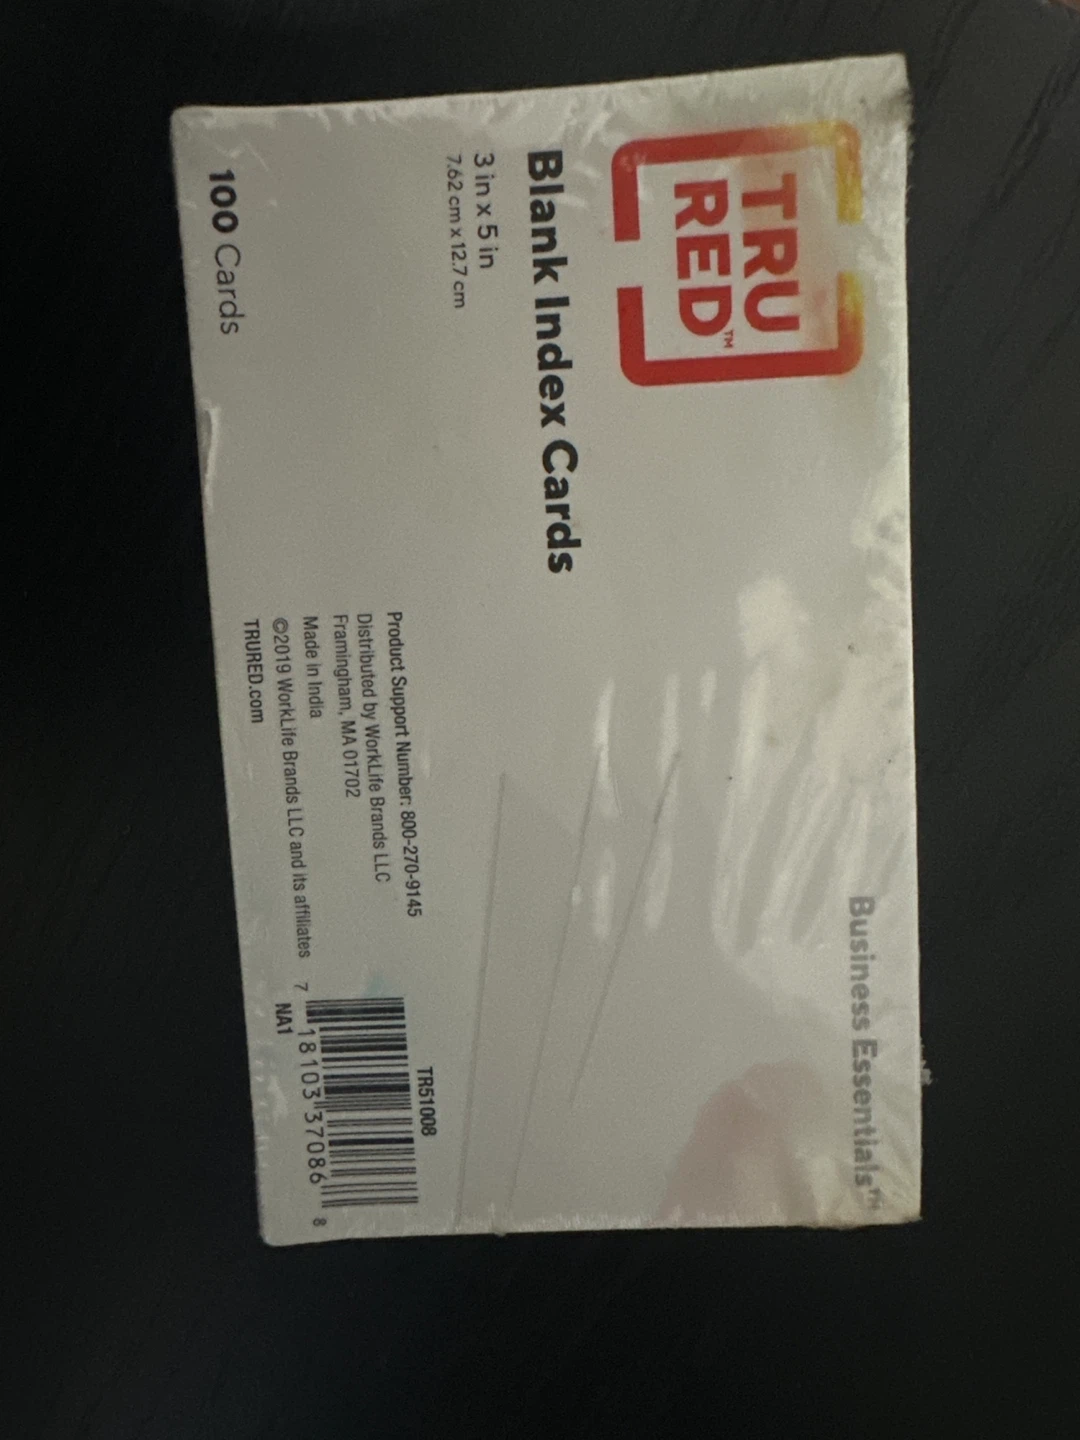 TRU
RED™
Business Essentials™
Blank Index Cards
3 in x 5 in
7.62 cm x 12.7 cm
100 Cards
TR51008
Product Support Number: 800-270-9145
Distributed by WorkLife Brands LLC
Framingham, MA 01702
Made in India
©2019 WorkLife Brands LLC and its affiliates
TRURED.com
7 18103 37086 8
NA1